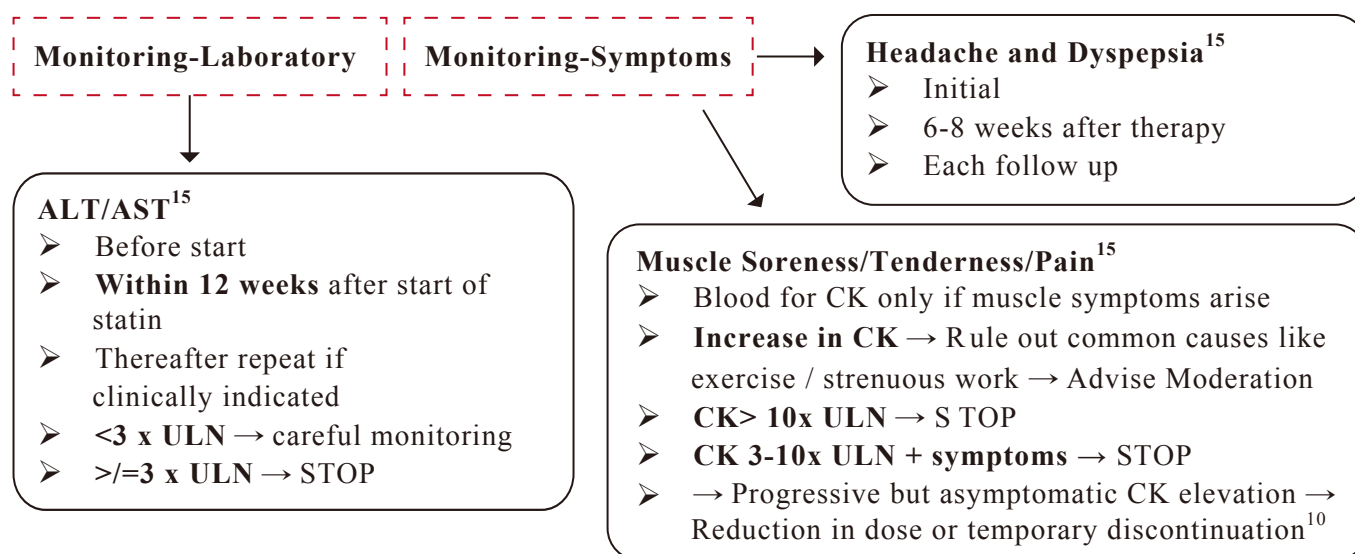 Monitoring-Laboratory
Monitoring-Symptoms
Headache and Dyspepsia15
➢ Initial
➢ 6-8 weeks after therapy
➢ Each follow up
ALT/AST15
➢ Before start
➢ Within 12 weeks after start of
statin
➢ Thereafter repeat if
clinically indicated
➢ <3 x ULN → careful monitoring
➢ >/=3 x ULN → STOP
Muscle Soreness/Tenderness/Pain15
➢ Blood for CK only if muscle symptoms arise
➢ Increase in CK → Rule out common causes like
exercise / strenuous work → Advise Moderation
➢ CK> 10x ULN → S TOP
➢ CK 3-10x ULN + symptoms → STOP
➢ → Progressive but asymptomatic CK elevation →
Reduction in dose or temporary discontinuation10